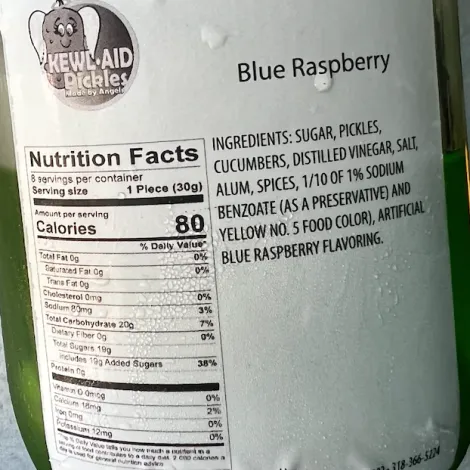 KEWL-AID
Pickles
Made by Angels
Blue Raspberry
Nutrition Facts
8 servings per container
Serving size 1 Piece (30g)
Amount per serving
Calories 80
% Daily Value*
Total Fat 0g 0%
Saturated Fat 0g 0%
Trans Fat 0g
Cholesterol 0mg 0%
Sodium 80mg 3%
Total Carbohydrate 20g 7%
Dietary Fiber 0g 0%
Total Sugars 19g
Includes 19g Added Sugars 38%
Protein 0g
Vitamin D 0mcg 0%
Calcium 16mg 2%
Iron 0mg 0%
Potassium 12mg 0%
INGREDIENTS: SUGAR, PICKLES,
CUCUMBERS, DISTILLED VINEGAR, SALT,
ALUM, SPICES, 1/10 OF 1% SODIUM
BENZOATE (AS A PRESERVATIVE) AND
YELLOW NO. 5 FOOD COLOR), ARTIFICIAL
BLUE RASPBERRY FLAVORING.
318-366-5124